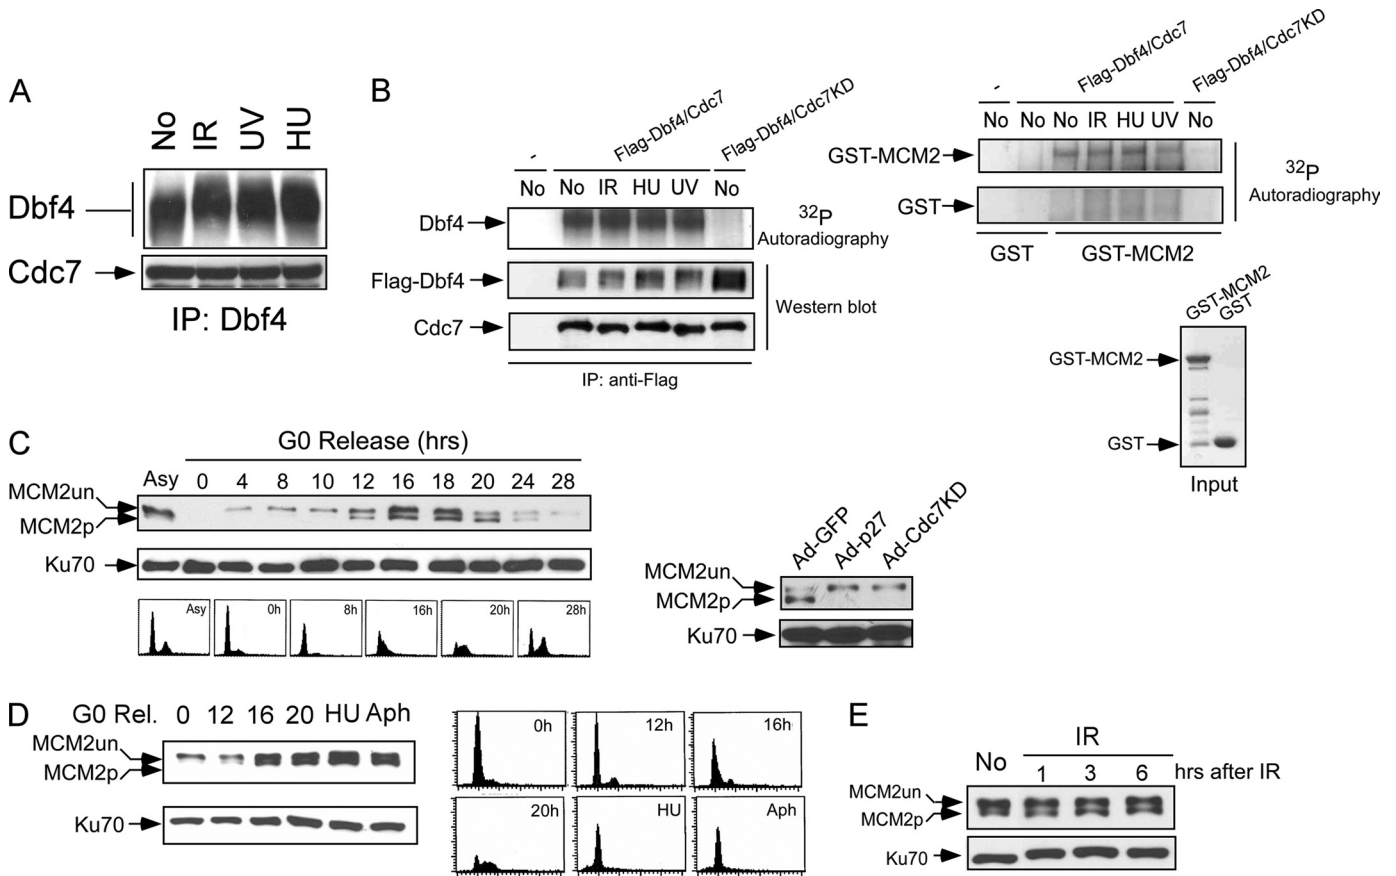 A
No IR UV HU
Dbf4
Cdc7
IP: Dbf4
B
- Flag-Dbf4/Cdc7 Flag-Dbf4/Cdc7KD
No No IR HU UV No
Dbf4
32P
Autoradiography
Flag-Dbf4
Western blot
Cdc7
IP: anti-Flag
- Flag-Dbf4/Cdc7 Flag-Dbf4/Cdc7KD
No No No IR HU UV No
GST-MCM2
32P
Autoradiography
GST
GST GST-MCM2
GST-MCM2 GST
GST-MCM2
GST
Input
C
G0 Release (hrs)
Asy 0 4 8 10 12 16 18 20 24 28
MCM2un
MCM2p
Ku70
Asy 0h 8h 16h 20h 28h
Ad-GFP Ad-p27 Ad-Cdc7KD
MCM2un
MCM2p
Ku70
D
G0 Rel. 0 12 16 20 HU Aph
MCM2un
MCM2p
Ku70
0h 12h 16h
20h HU Aph
E
IR
No 1 3 6 hrs after IR
MCM2un
MCM2p
Ku70